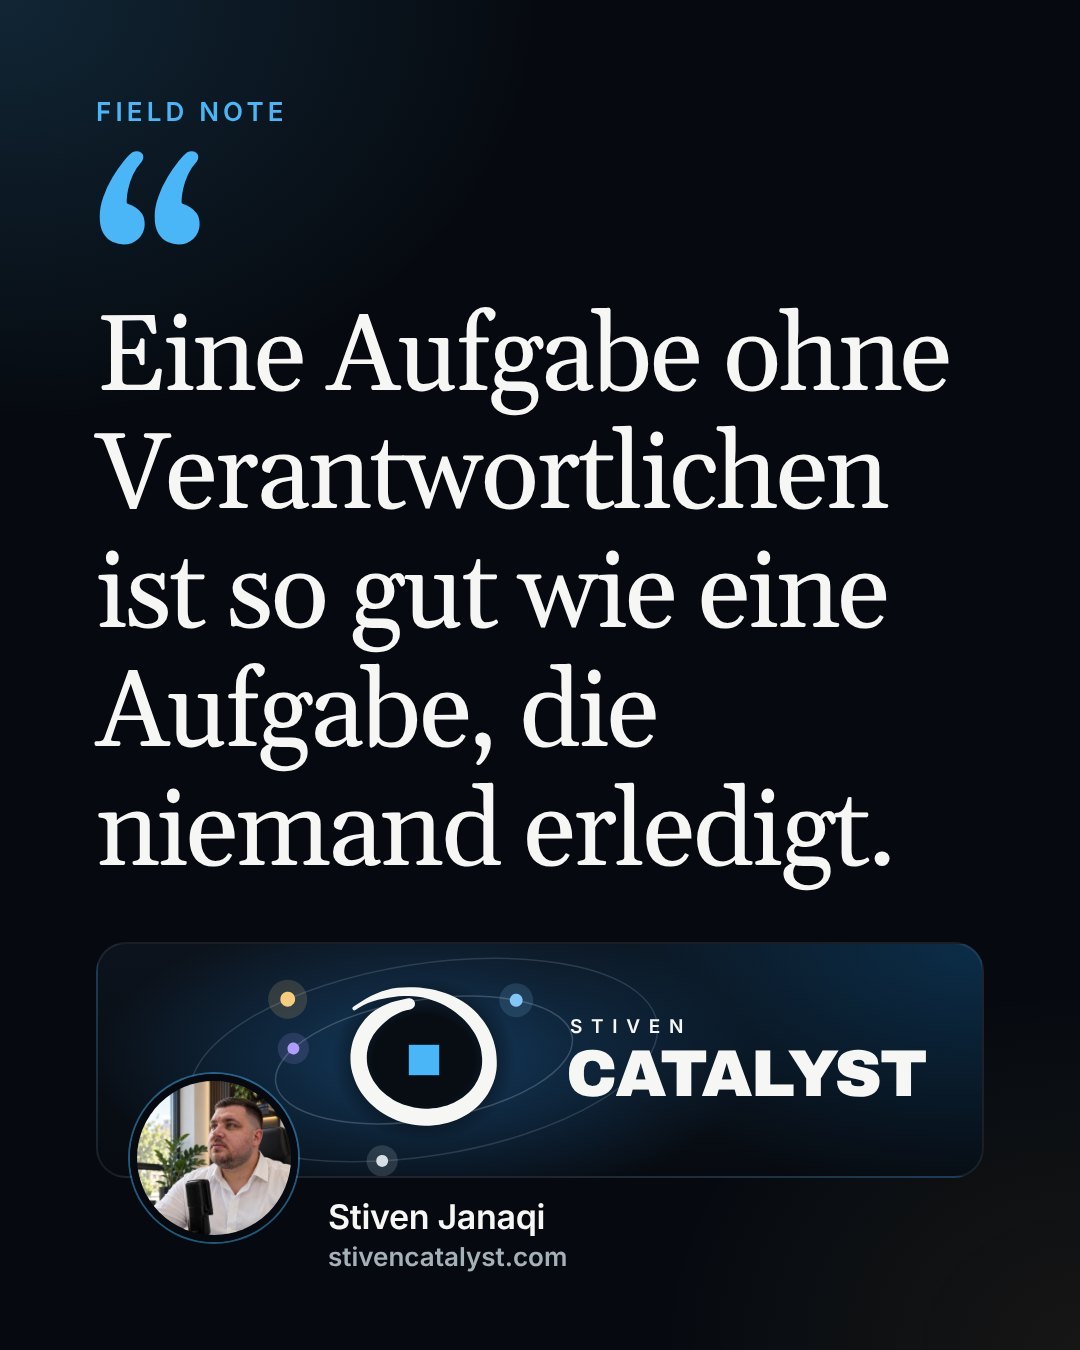 FIELD NOTE
“
Eine Aufgabe ohne
Verantwortlichen
ist so gut wie eine
Aufgabe, die
niemand erledigt.
STIVEN
CATALYST
Stiven Janaqi
stivencatalyst.com